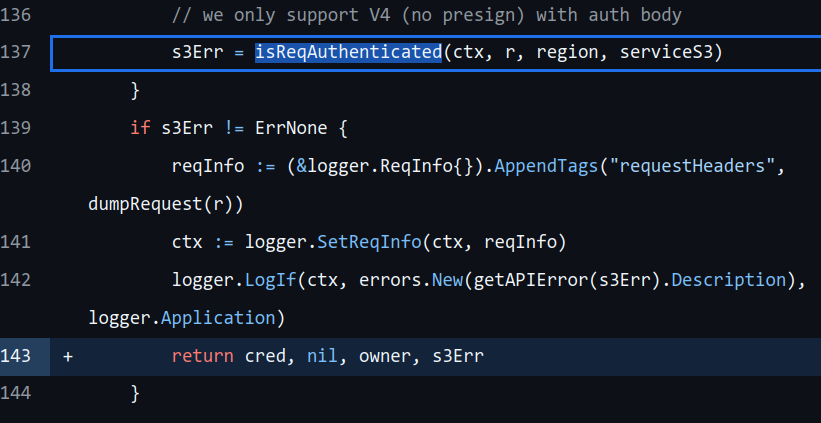 136 // we only support V4 (no presign) with auth body
137 s3Err = isReqAuthenticated(ctx, r, region, serviceS3)
138 }
139 if s3Err != ErrNone {
140 reqInfo := (&logger.ReqInfo{}).AppendTags("requestHeaders",
dumpRequest(r))
141 ctx := logger.SetReqInfo(ctx, reqInfo)
142 logger.LogIf(ctx, errors.New(getAPIError(s3Err).Description),
logger.Application)
143 + return cred, nil, owner, s3Err
144 }